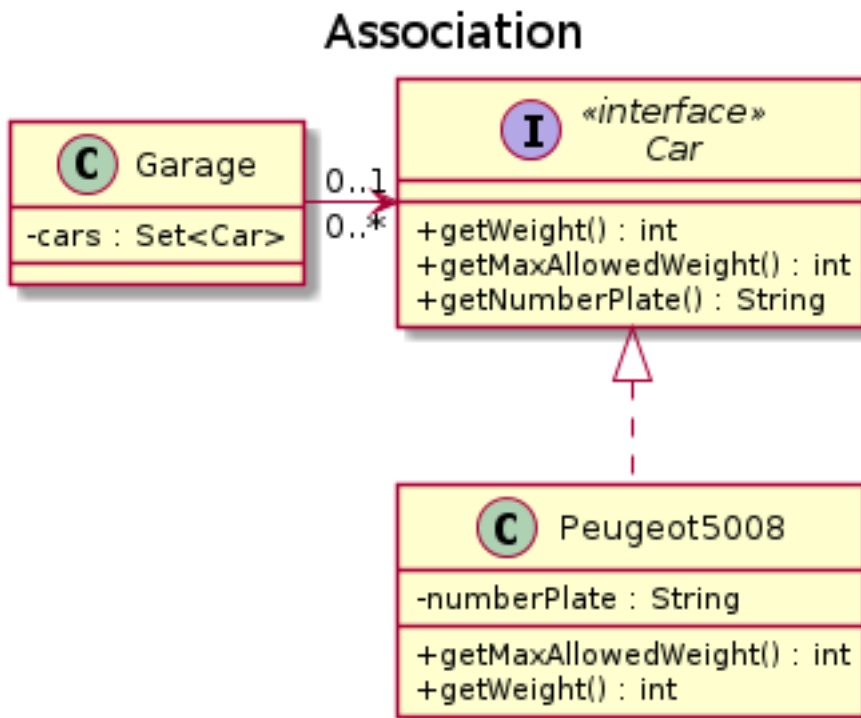 Association
C Garage
-cars : Set<Car>
0..1
0..*
I «interface»
Car
+getWeight() : int
+getMaxAllowedWeight() : int
+getNumberPlate() : String
C Peugeot5008
-numberPlate : String
+getMaxAllowedWeight() : int
+getWeight() : int